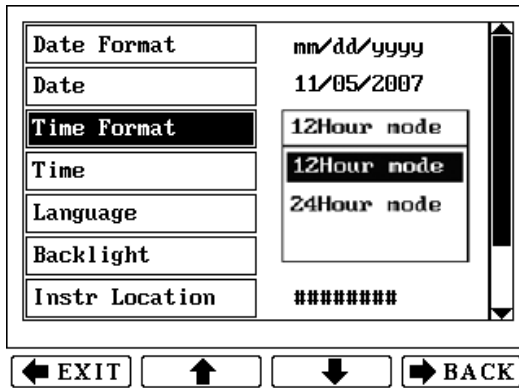 Date Format mm/dd/yyyy
Date 11/05/2007
Time Format 12Hour mode
Time 12Hour mode
Language 24Hour mode
Backlight
Instr Location ########
EXIT BACK